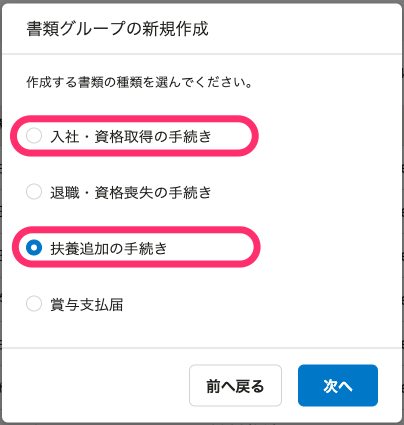 書類グループの新規作成
作成する書類の種類を選んでください。
入社・資格取得の手続き
退職・資格喪失の手続き
扶養追加の手続き
賞与支払届
前へ戻る
次へ